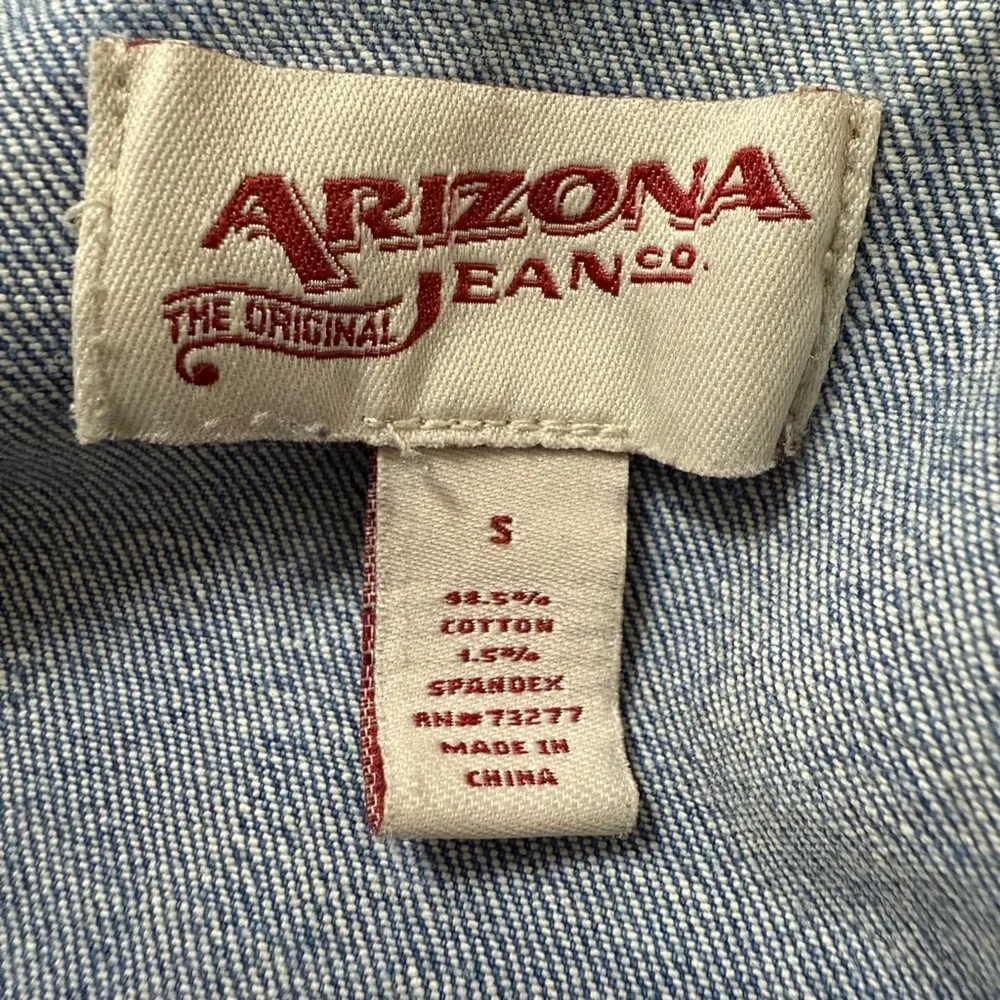 ARIZONA
JEAN CO.
THE ORIGINAL
S
98.5%
COTTON
1.5%
SPANDEX
RN#73277
MADE IN
CHINA